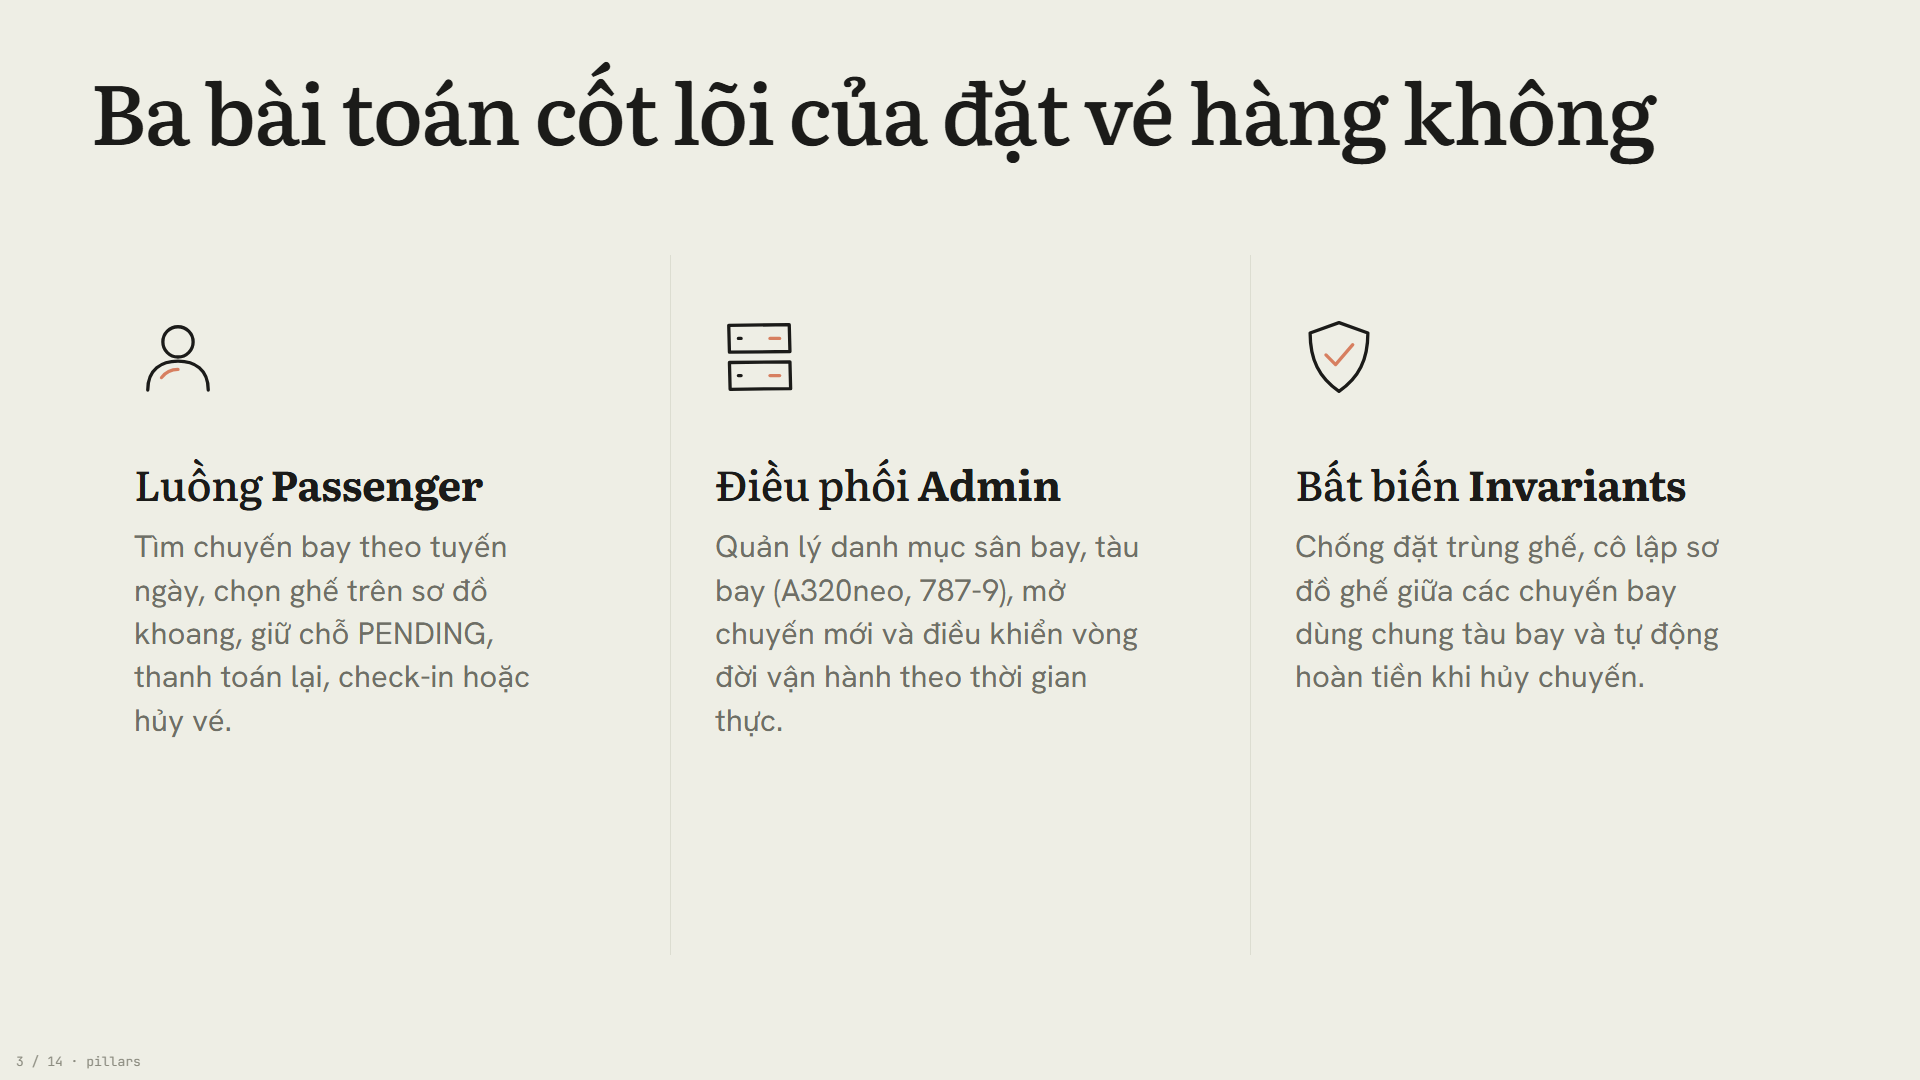 Ba bài toán cốt lõi của đặt vé hàng không
Luồng Passenger
Tìm chuyến bay theo tuyến
ngày, chọn ghế trên sơ đồ
khoang, giữ chỗ PENDING,
thanh toán lại, check-in hoặc
hủy vé.
Điều phối Admin
Quản lý danh mục sân bay, tàu
bay (A320neo, 787-9), mở
chuyến mới và điều khiển vòng
đời vận hành theo thời gian
thực.
Bất biến Invariants
Chống đặt trùng ghế, cô lập sơ
đồ ghế giữa các chuyến bay
dùng chung tàu bay và tự động
hoàn tiền khi hủy chuyến.
3 / 14 · pillars